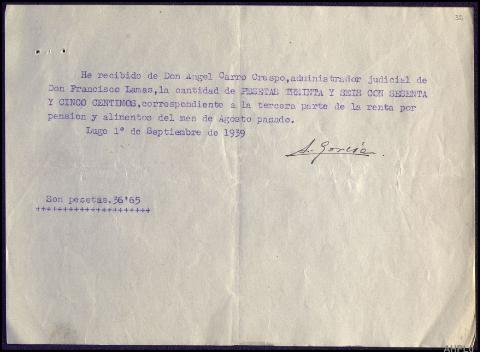 He recibido de Don Angel Carro Crespo,administrador judicial de
Don Francisco Lamas,la cantidad de PESETAS TREINTA Y SEIS CON SESENTA
Y CINCO CENTIMOS,correspondiente a la tercera parte de la renta por
pension y alimentos del mes de Agosto pasado.
Lugo 1º de Septiembre de 1939
A. García.
Son pesetas.36'65
+++++++++++++++++++++
AHPLU